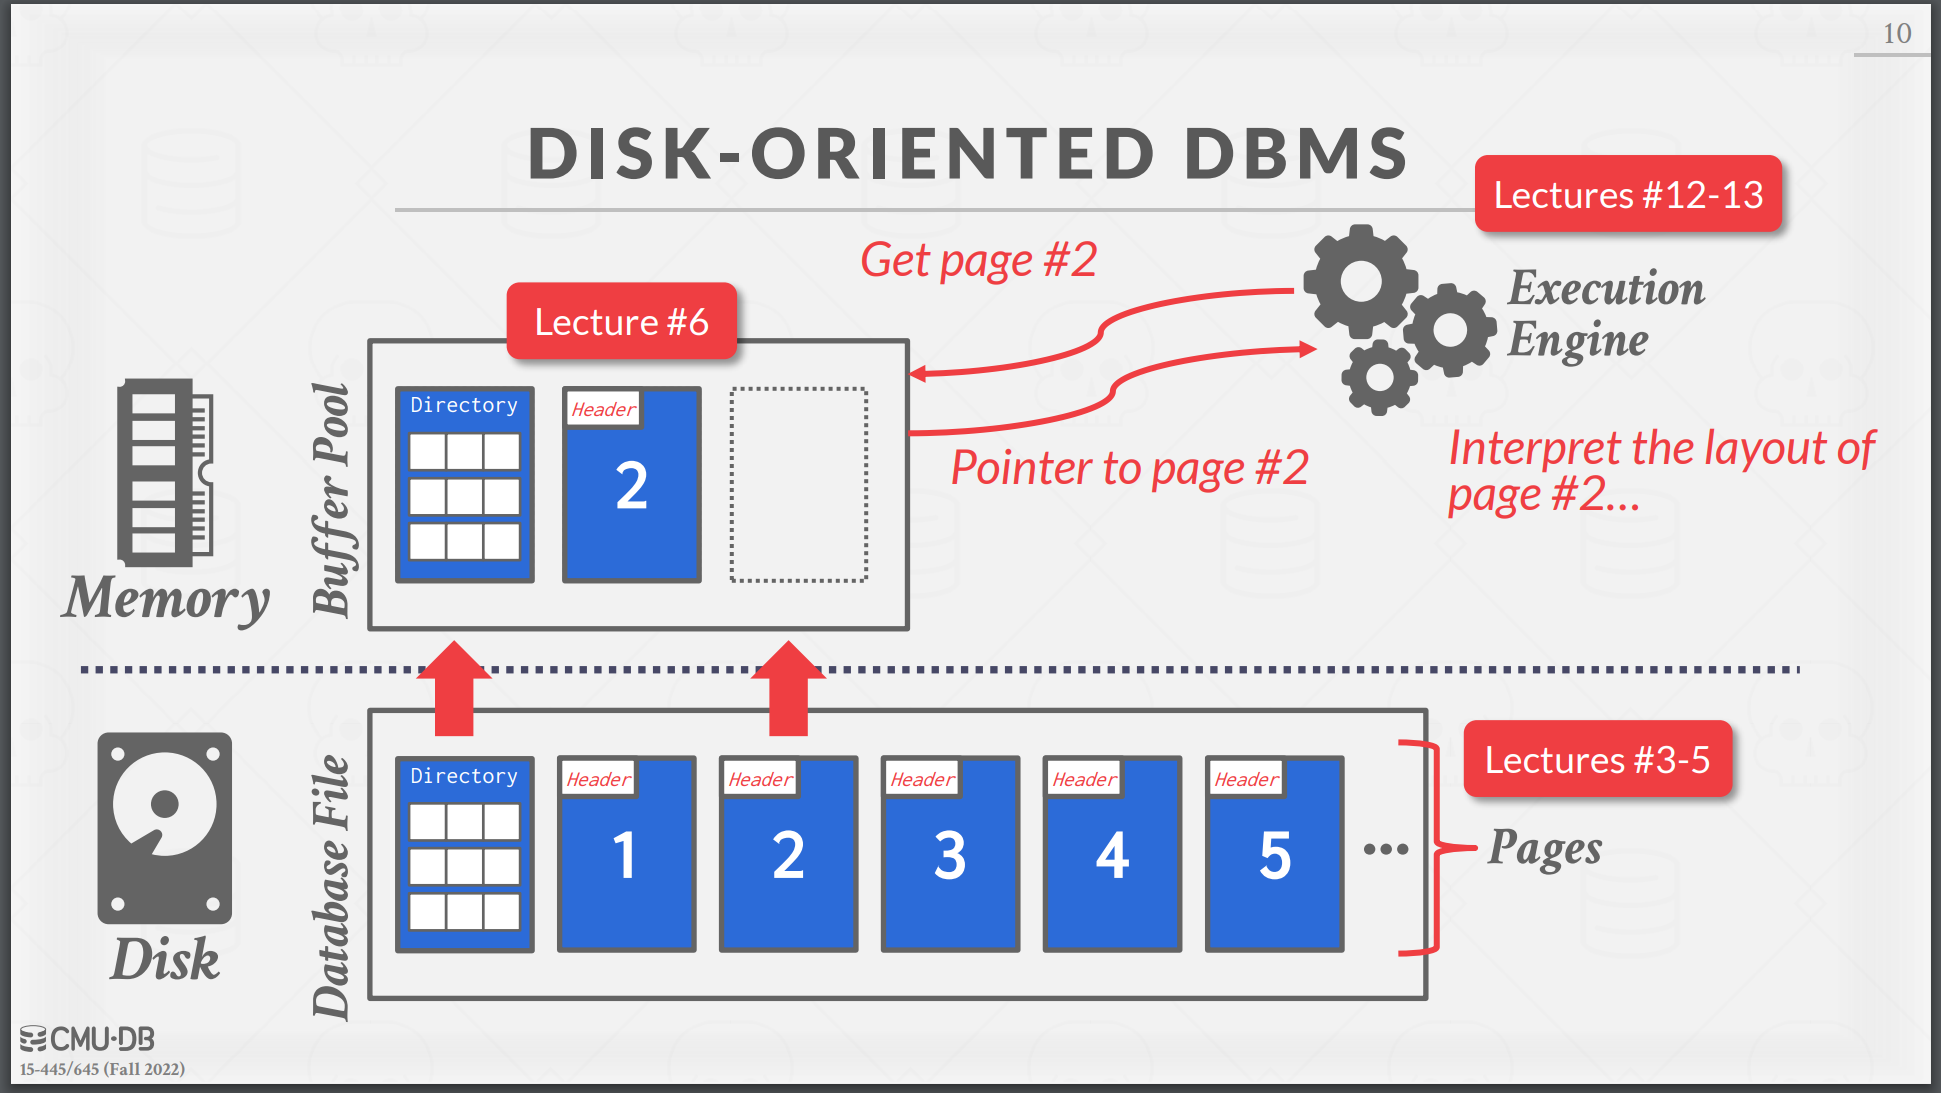 10
DISK-ORIENTED DBMS
Lectures #12-13
Get page #2
Execution
Engine
Lecture #6
Directory
Header
2
Buffer Pool
Memory
Pointer to page #2
Interpret the layout of
page #2...
Directory
Header
1
Header
2
Header
3
Header
4
Header
5
...
Database File
Disk
Lectures #3-5
Pages
CMU·DB
15-445/645 (Fall 2022)